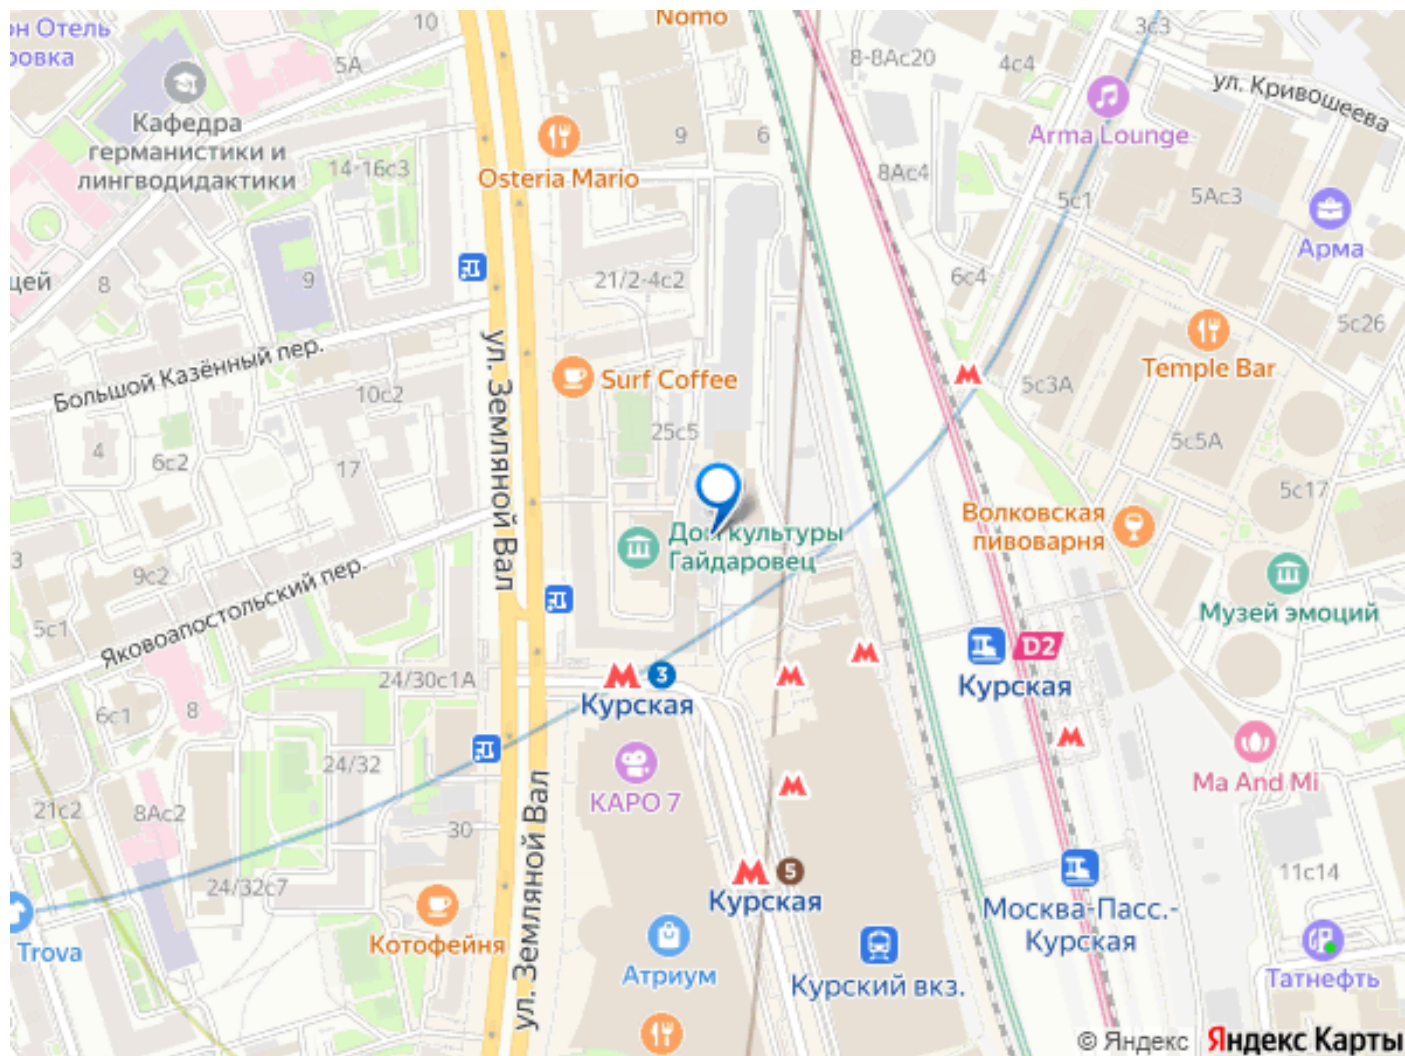 он Отель
ровка
10
5А
Nomo
8-8Ас20
3с3
4с4
ул. Кривошеева
Кафедра
германистики и
лингводидактики
14-16с3
9
6
Osteria Mario
Arma Lounge
8Ас4
5с1
5Ас3
Арма
цей
8
9
21/2-4с2
6с4
5с26
Большой Казённый пер.
ул. Земляной Вал
10с2
Surf Coffee
5с3А
Temple Bar
4
6с2
17
25с5
5с5А
5с17
Волковская
пивоварня
Дом культуры
Гайдаровец
3
9с2
5с1
Яковоапостольский пер.
Музей эмоций
D2
Курская
24/30с1А
3
Курская
6с1
8
24/32
КАРО 7
Ma And Mi
21с2
8Ас2
30
ул. Земляной Вал
5
Курская
11с14
24/32с7
Москва-Пасс.-
Курская
Trova
Котофейня
Атриум
Курский вкз.
Татнефть
© Яндекс Яндекс Карты